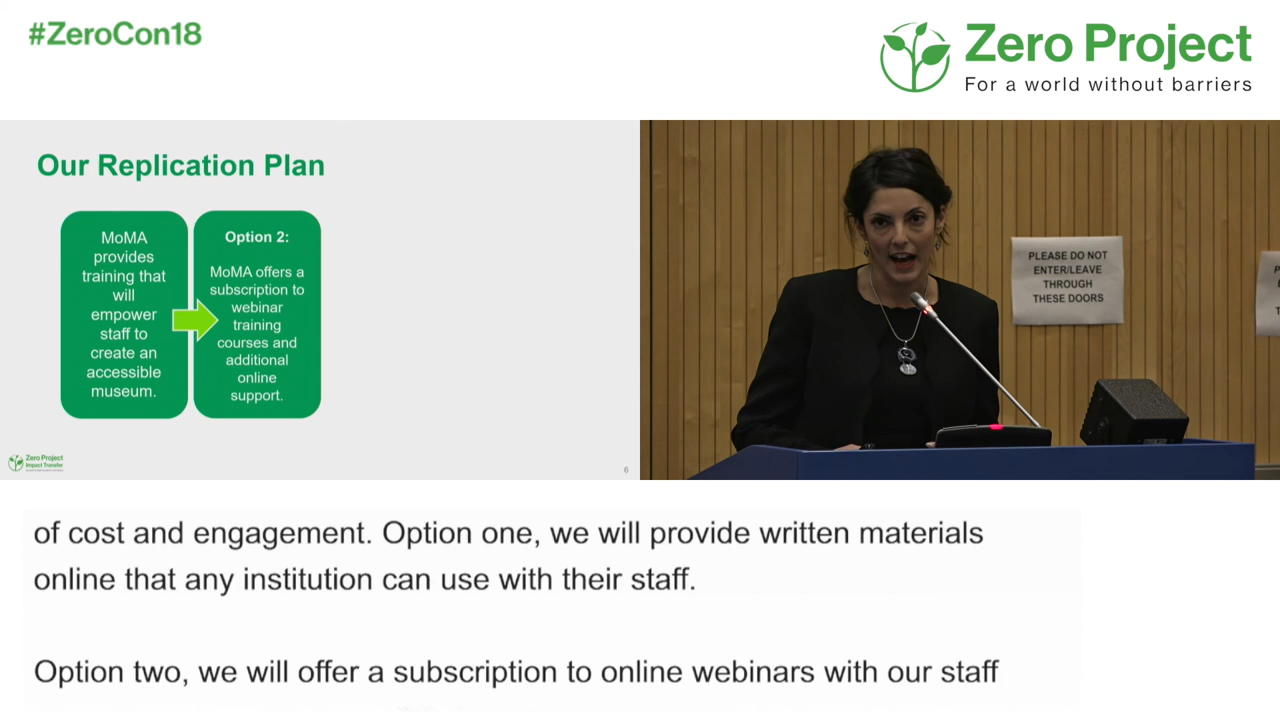 #ZeroCon18
Zero Project
For a world without barriers
Our Replication Plan
MoMA
provides
training that
will
empower
staff to
create an
accessible
museum.
Option 2:
MoMA offers a
subscription to
webinar
training
courses and
additional
online
support.
Zero Project
Impact Transfer
6
PLEASE DO NOT
ENTER/LEAVE
THROUGH
THESE DOORS
of cost and engagement. Option one, we will provide written materials
online that any institution can use with their staff.
Option two, we will offer a subscription to online webinars with our staff